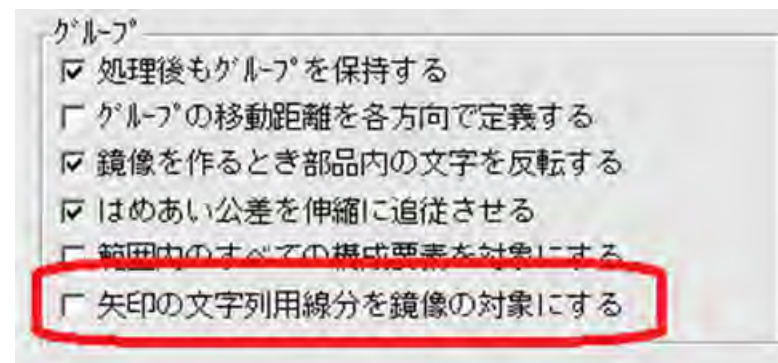 ｸﾞﾙｰﾌﾟ
処理後もｸﾞﾙｰﾌﾟを保持する
ｸﾞﾙｰﾌﾟの移動距離を各方向で定義する
鏡像を作るとき部品内の文字を反転する
はめあい公差を伸縮に追従させる
範囲内のすべての構成要素を対象にする
矢印の文字列用線分を鏡像の対象にする